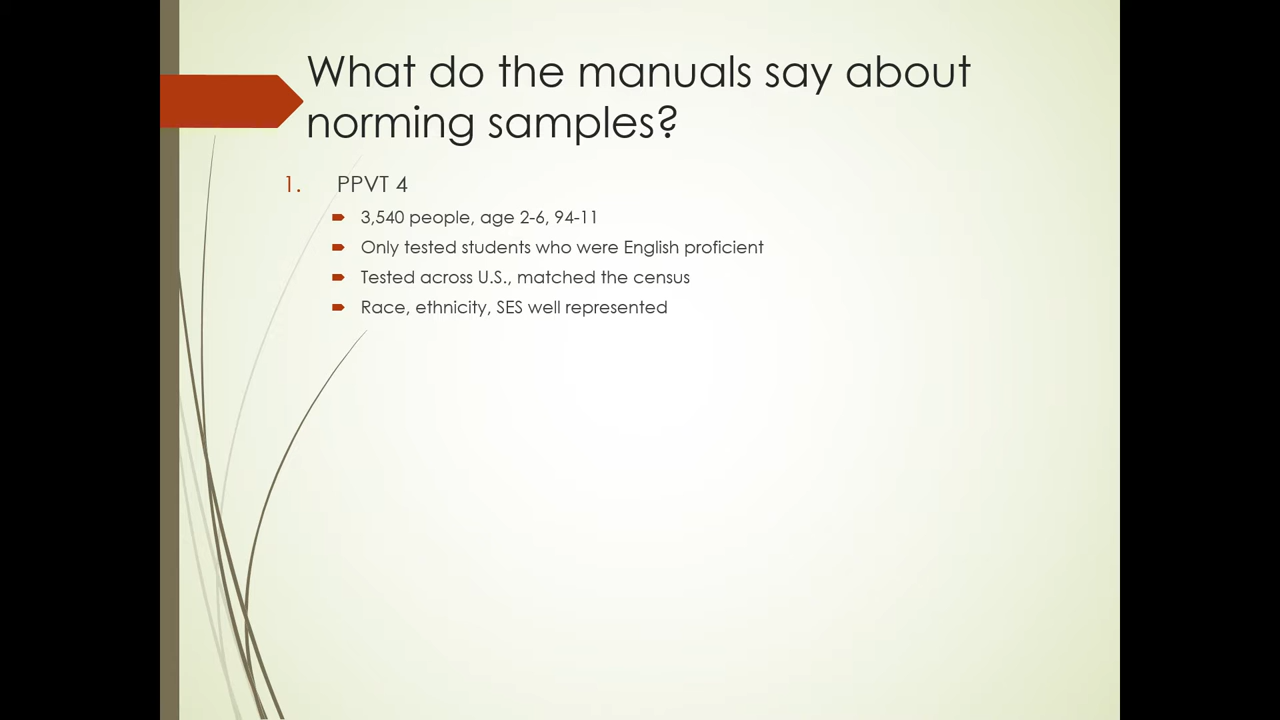 What do the manuals say about
norming samples?
1. PPVT 4
3,540 people, age 2-6, 94-11
Only tested students who were English proficient
Tested across U.S., matched the census
Race, ethnicity, SES well represented